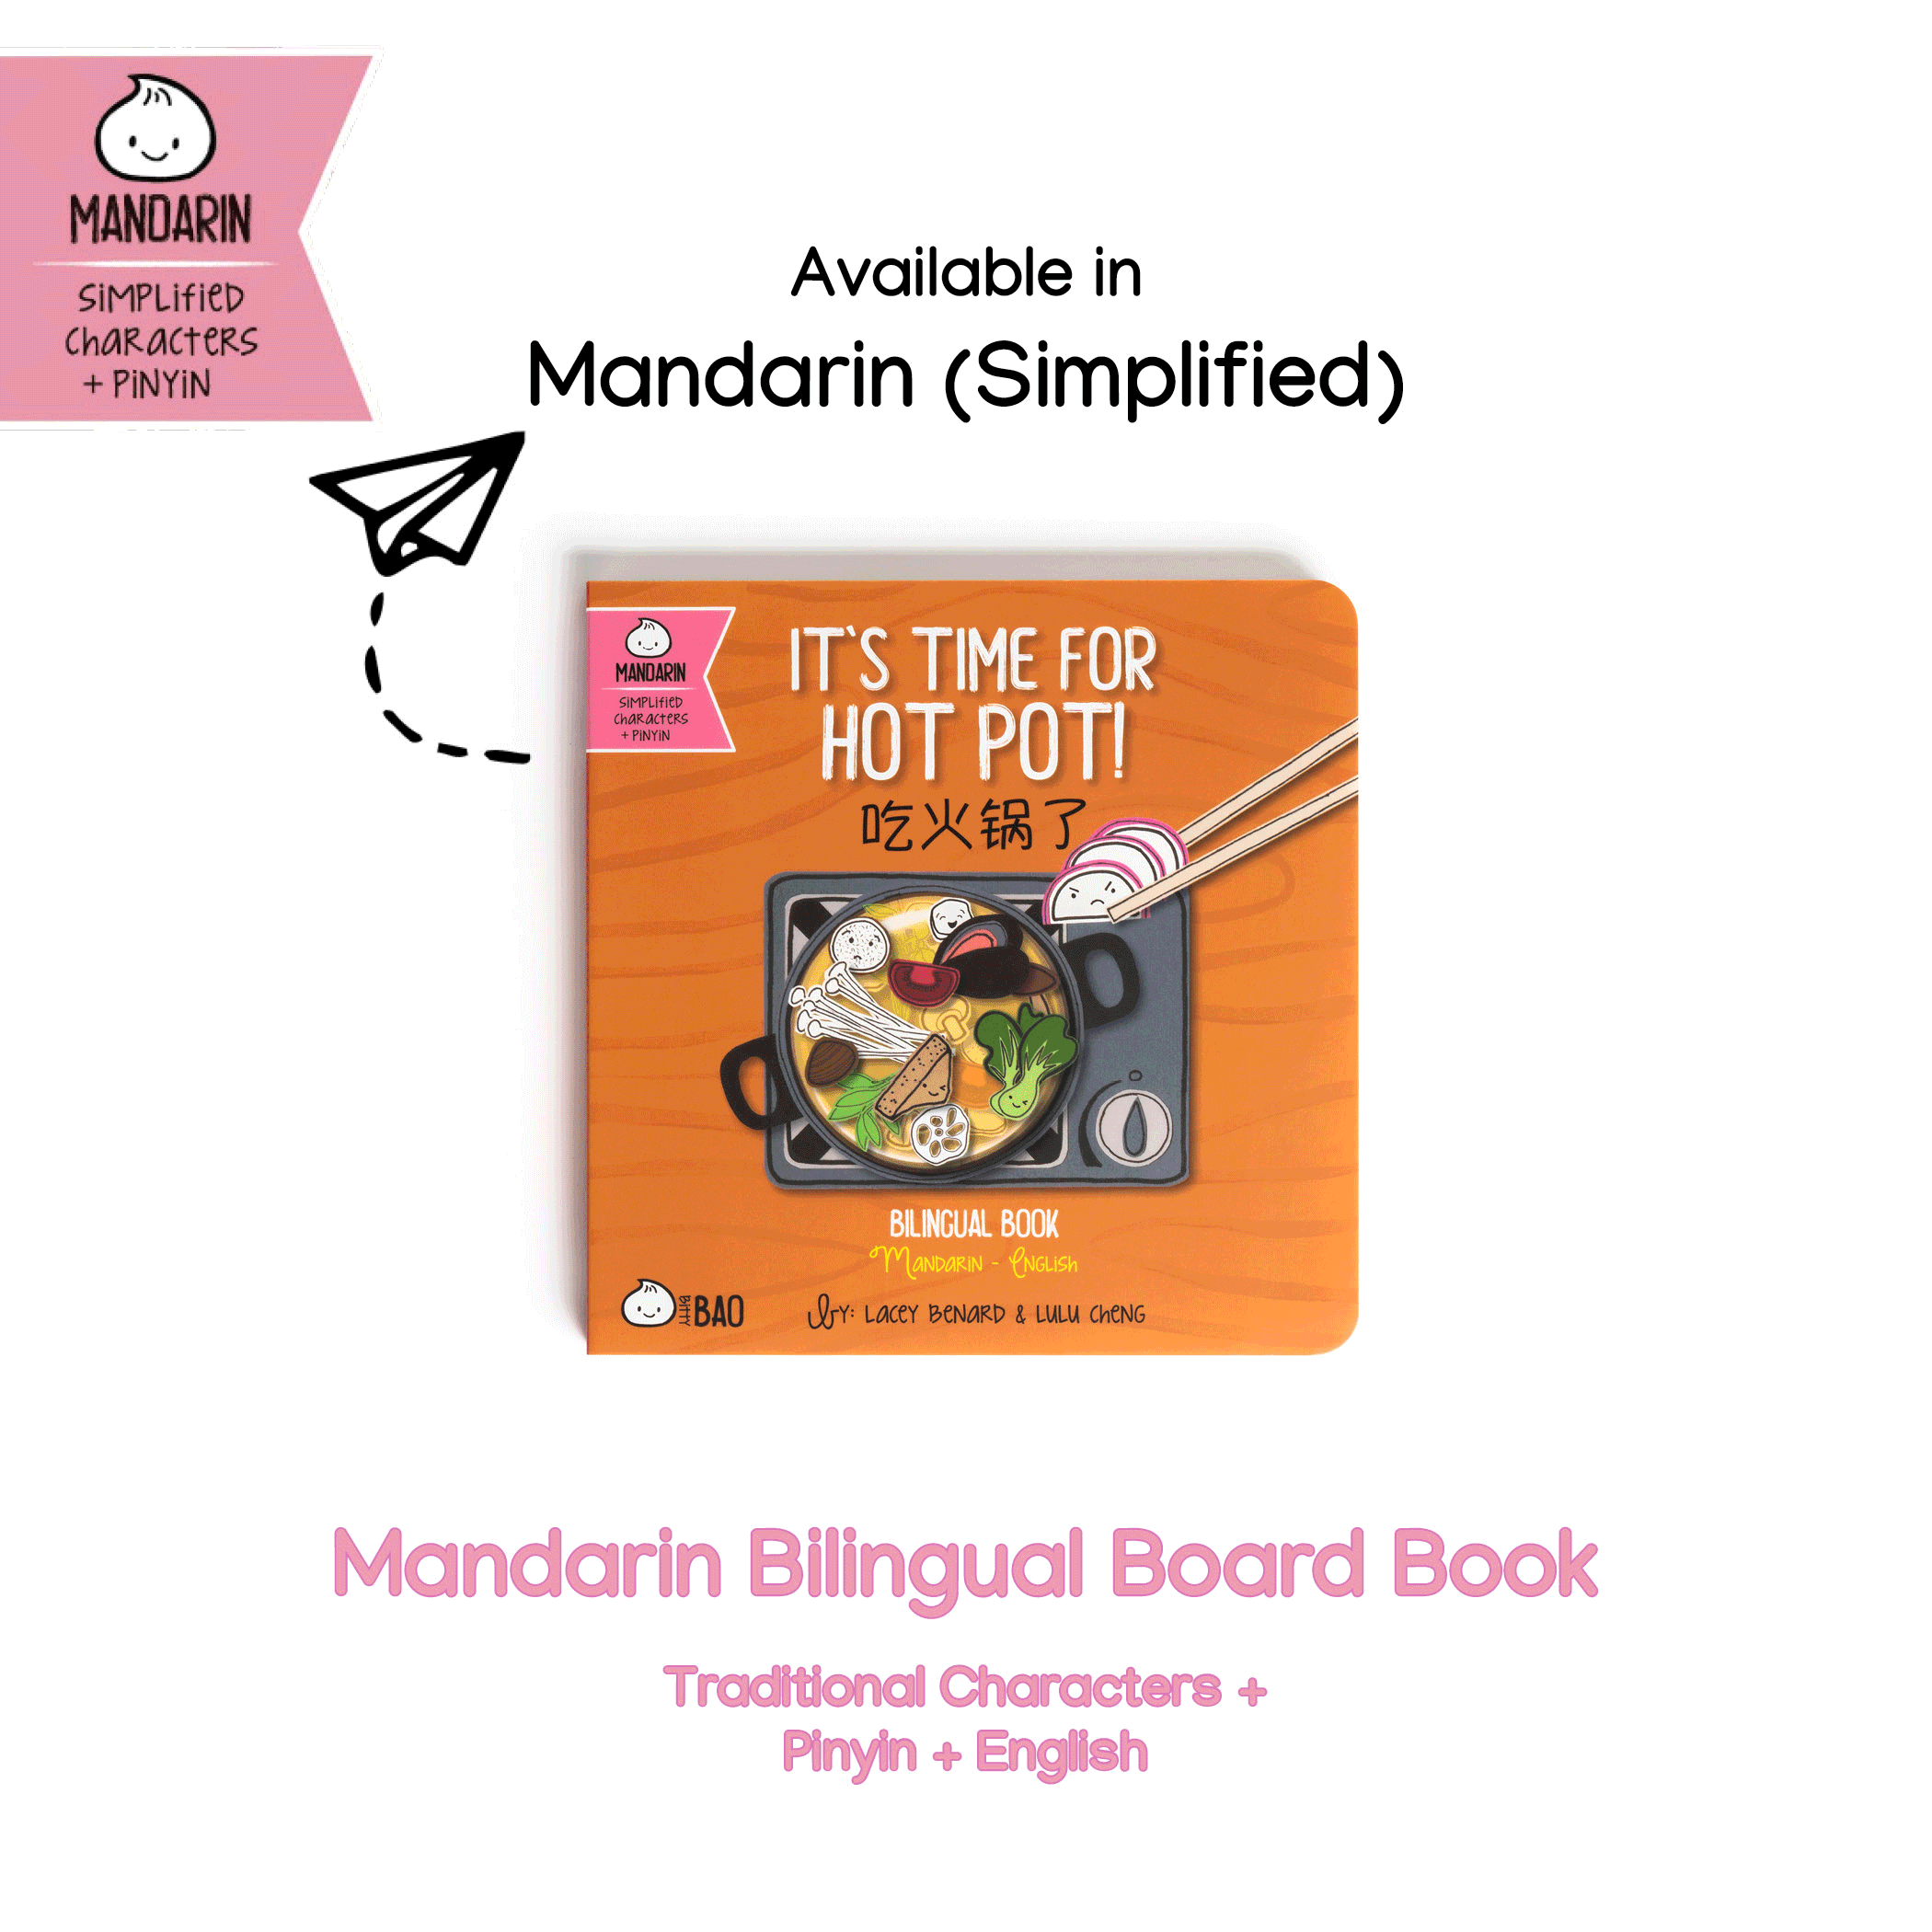 MANDARIN
SiMPLifieD
chaRacteRS
+ PiNYiN
Available in
Mandarin (Simplified)
MANDARIN
SiMPLifieD
chaRacteRS
+ PiNYiN
IT'S TIME FOR
HOT POT!
吃火锅了
BILINGUAL BOOK
MANDARiN - ENGLiSh
BITTY BAO
BY: LACEY BENARD & LULU CHENG
Mandarin Bilingual Board Book
Traditional Characters +
Pinyin + English